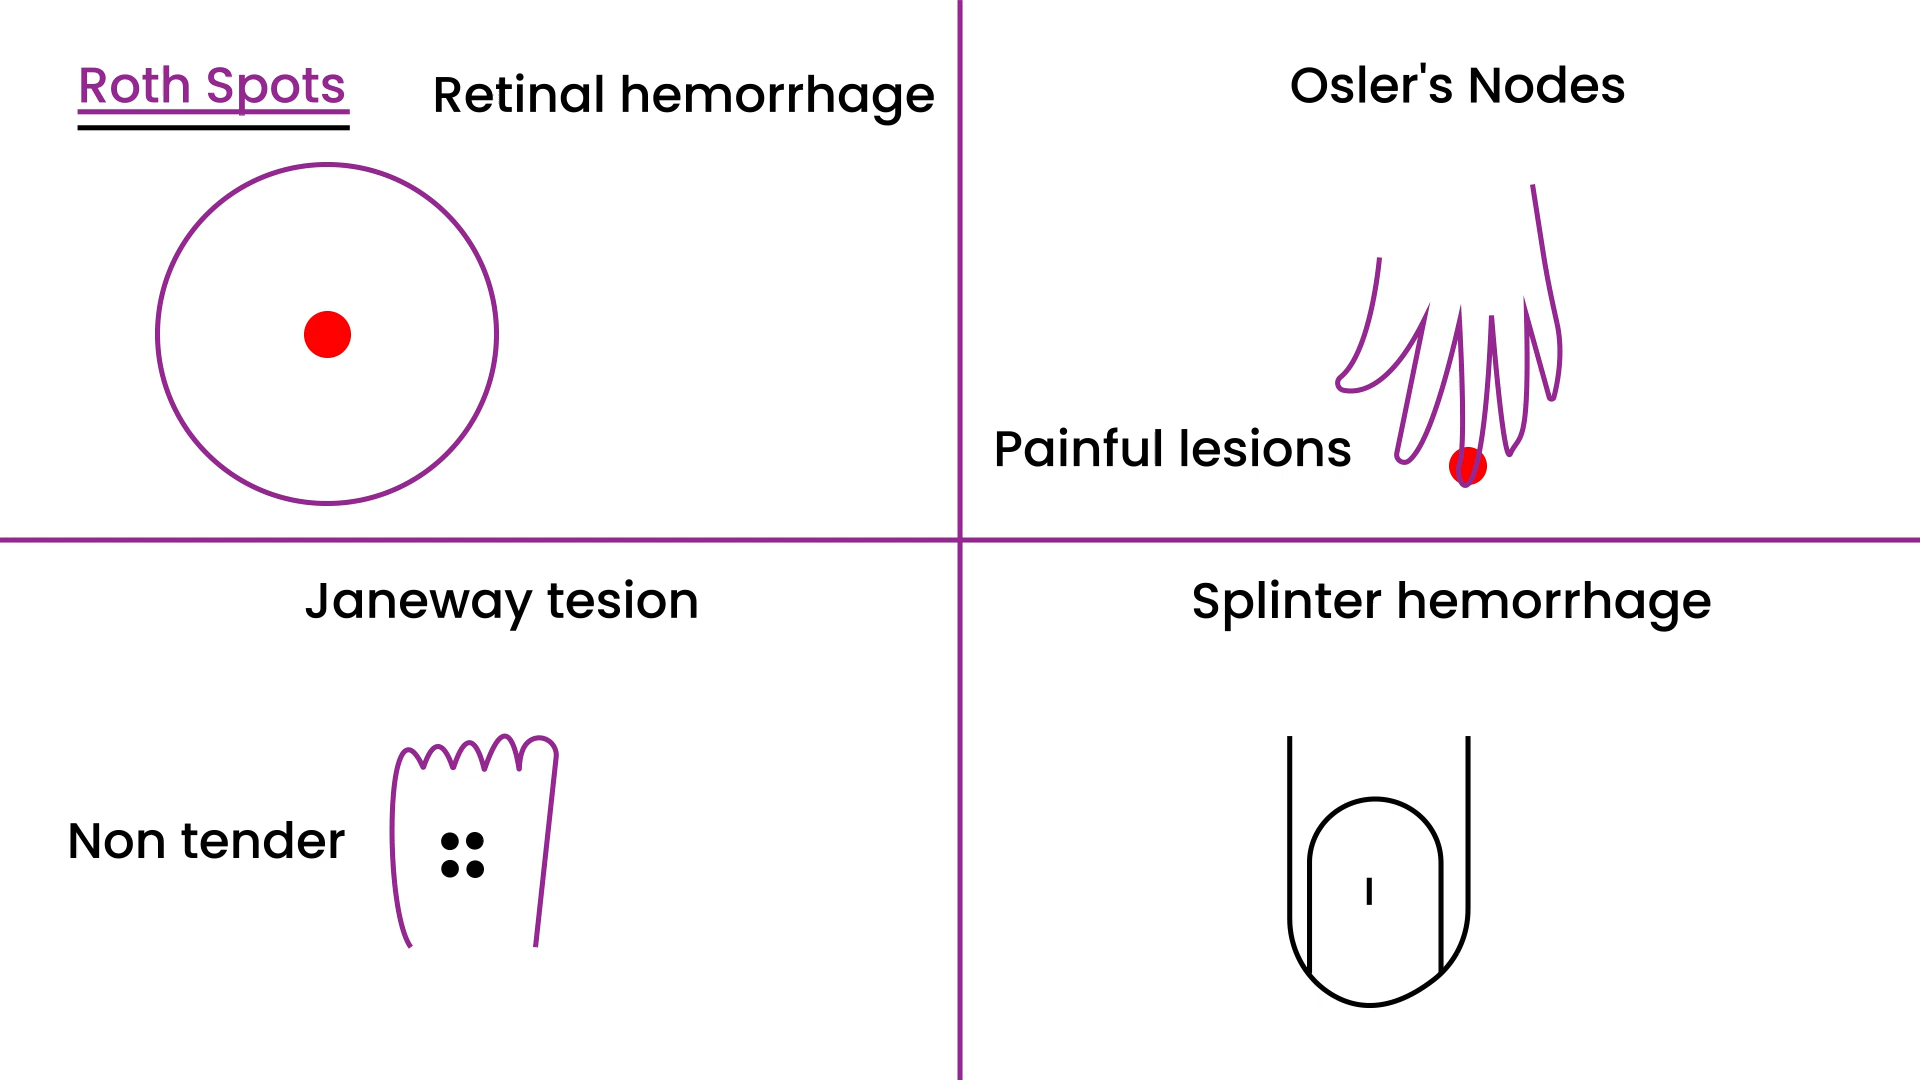 Roth Spots
Retinal hemorrhage
Osler's Nodes
Painful lesions
Janeway tesion
Non tender
Splinter hemorrhage